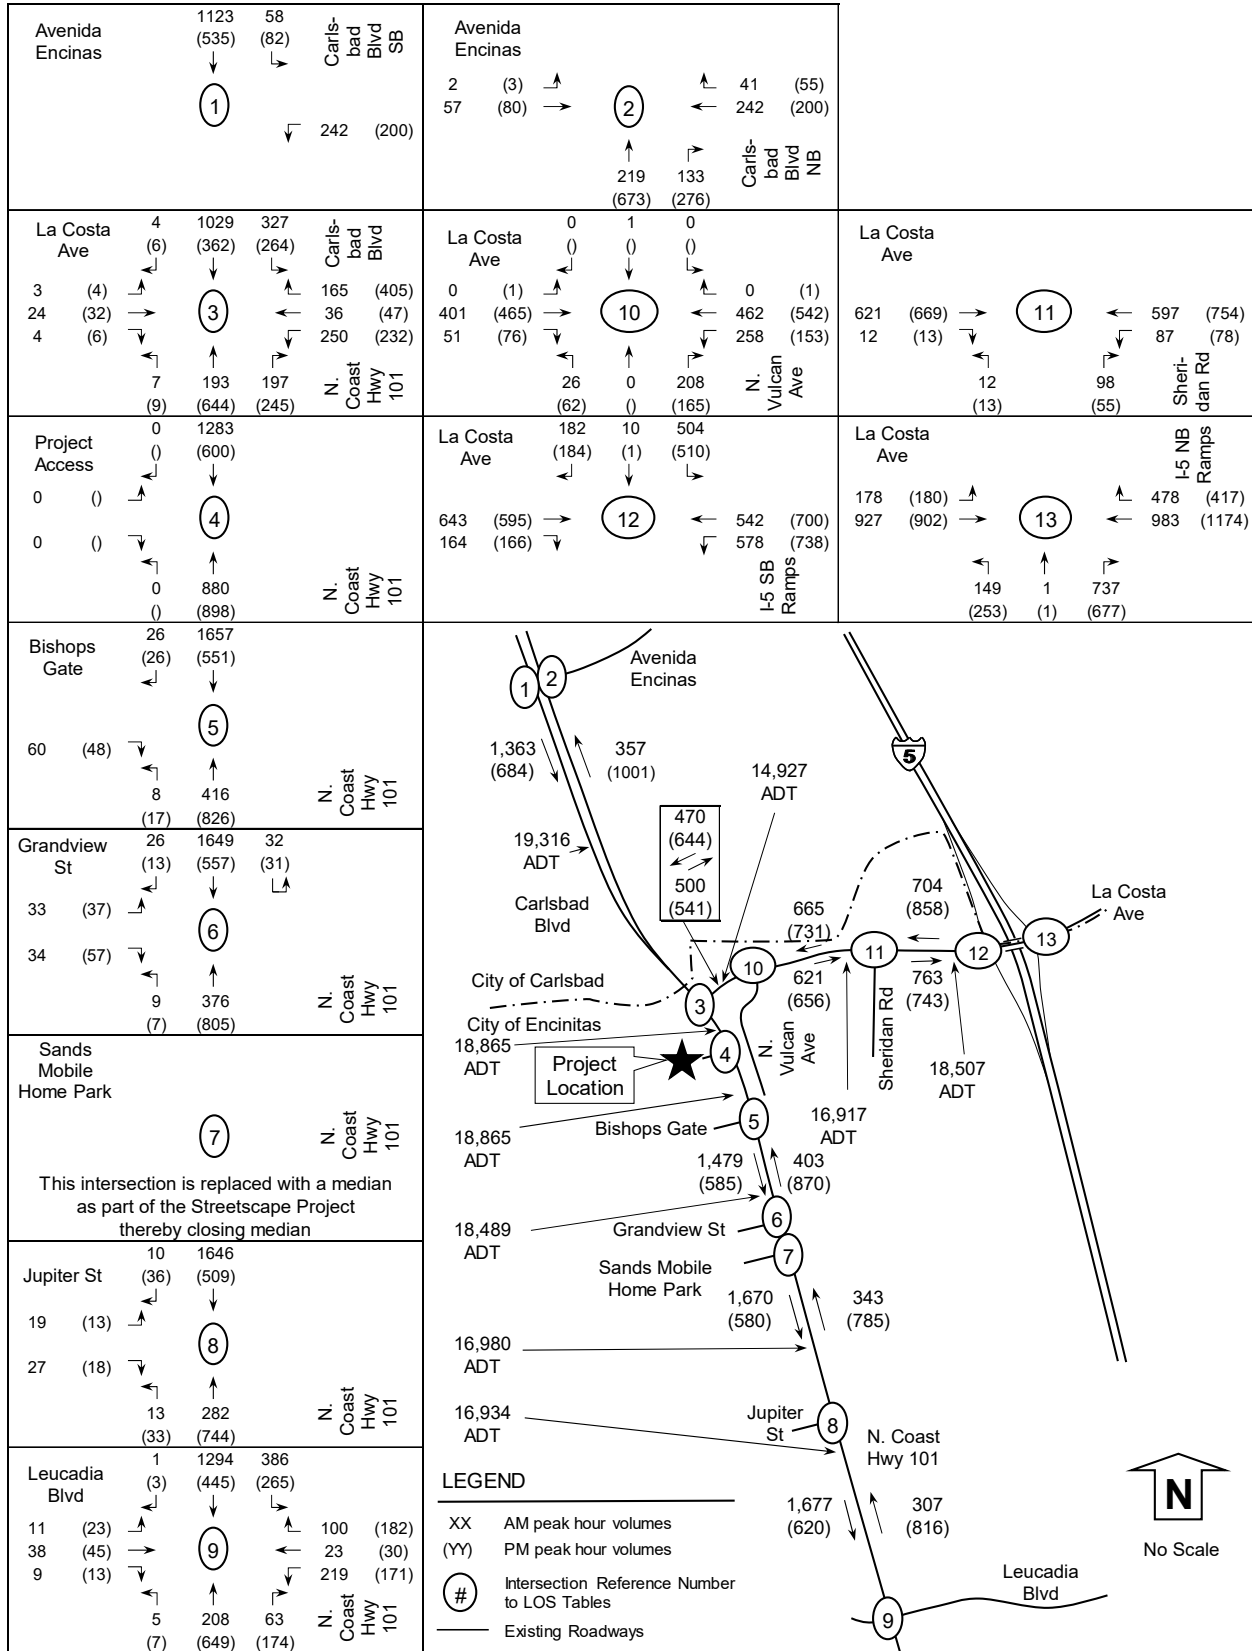 Avenida
Encinas
1123 58
(535) (82)
Carls-
bad
Blvd
SB
1
242 (200)
Avenida
Encinas
2 (3)
57 (80)
2
41 (55)
242 (200)
219 133
(673) (276)
Carls-
bad
Blvd
NB
La Costa
Ave
4 1029 327
(6) (362) (264)
Carls-
bad
Blvd
3 (4)
24 (32)
4 (6)
3
165 (405)
36 (47)
250 (232)
7 193 197
(9) (644) (245)
N.
Coast
Hwy
101
La Costa
Ave
0 1 0
() () ()
0 (1)
401 (465)
51 (76)
10
0 (1)
462 (542)
258 (153)
26 0 208
(62) () (165)
N.
Vulcan
Ave
La Costa
Ave
621 (669)
12 (13)
11
597 (754)
87 (78)
12 98
(13) (55)
Sheri-
dan Rd
Project
Access
0 1283
() (600)
0 ()
0 ()
4
0 880
() (898)
N.
Coast
Hwy
101
La Costa
Ave
182 10 504
(184) (1) (510)
643 (595)
164 (166)
12
542 (700)
578 (738)
I-5 SB
Ramps
La Costa
Ave
I-5 NB
Ramps
178 (180)
927 (902)
13
478 (417)
983 (1174)
149 1 737
(253) (1) (677)
Bishops
Gate
26 1657
(26) (551)
60 (48)
5
8 416
(17) (826)
N.
Coast
Hwy
101
Grandview
St
26 1649 32
(13) (557) (31)
33 (37)
34 (57)
6
9 376
(7) (805)
N.
Coast
Hwy
101
Sands
Mobile
Home Park
7
N.
Coast
Hwy
101
This intersection is replaced with a median
as part of the Streetscape Project
thereby closing median
Jupiter St
10 1646
(36) (509)
19 (13)
27 (18)
8
13 282
(33) (744)
N.
Coast
Hwy
101
Leucadia
Blvd
1 1294 386
(3) (445) (265)
11 (23)
38 (45)
9 (13)
9
100 (182)
23 (30)
219 (171)
5 208 63
(7) (649) (174)
N.
Coast
Hwy
101
1
2
Avenida
Encinas
1,363
(684)
357
(1001)
14,927
ADT
5
470
(644)
500
(541)
19,316
ADT
Carlsbad
Blvd
665
(731)
704
(858)
La Costa
Ave
10
11
12
13
621
(656)
763
(743)
City of Carlsbad
3
City of Encinitas
18,865
ADT
Project
Location
4
N.
Vulcan
Ave
Sheridan Rd
18,507
ADT
16,917
ADT
18,865
ADT
Bishops Gate
5
1,479
(585)
403
(870)
18,489
ADT
Grandview St
6
Sands Mobile
Home Park
7
1,670
(580)
343
(785)
16,980
ADT
16,934
ADT
Jupiter
St
8
N. Coast
Hwy 101
1,677
(620)
307
(816)
Leucadia
Blvd
9
N
No Scale
LEGEND
XX AM peak hour volumes
(YY) PM peak hour volumes
# Intersection Reference Number
to LOS Tables
Existing Roadways